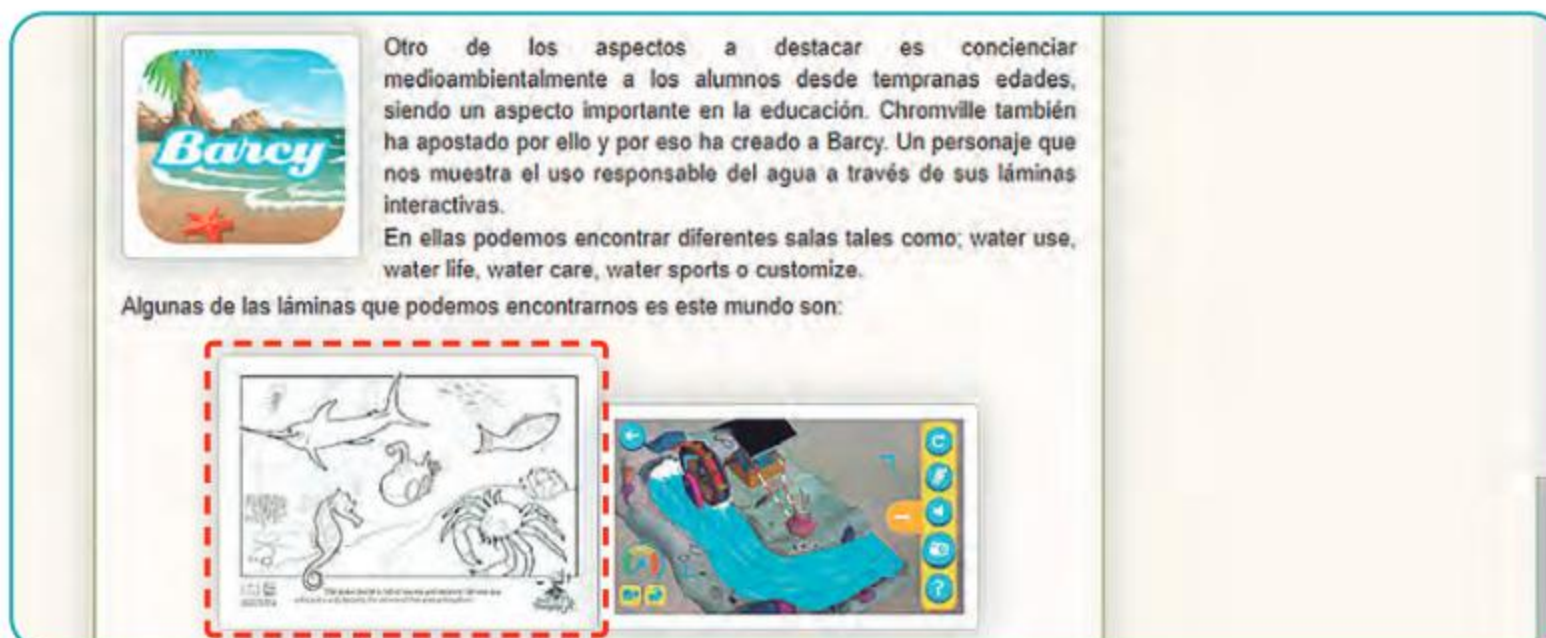 Barcy
Otro de los aspectos a destacar es concienciar
medioambientalmente a los alumnos desde tempranas edades,
siendo un aspecto importante en la educación. Chromville también
ha apostado por ello y por eso ha creado a Barcy. Un personaje que
nos muestra el uso responsable del agua a través de sus láminas
interactivas.
En ellas podemos encontrar diferentes salas tales como; water use,
water life, water care, water sports o customize.
Algunas de las láminas que podemos encontrarnos es este mundo son:
?